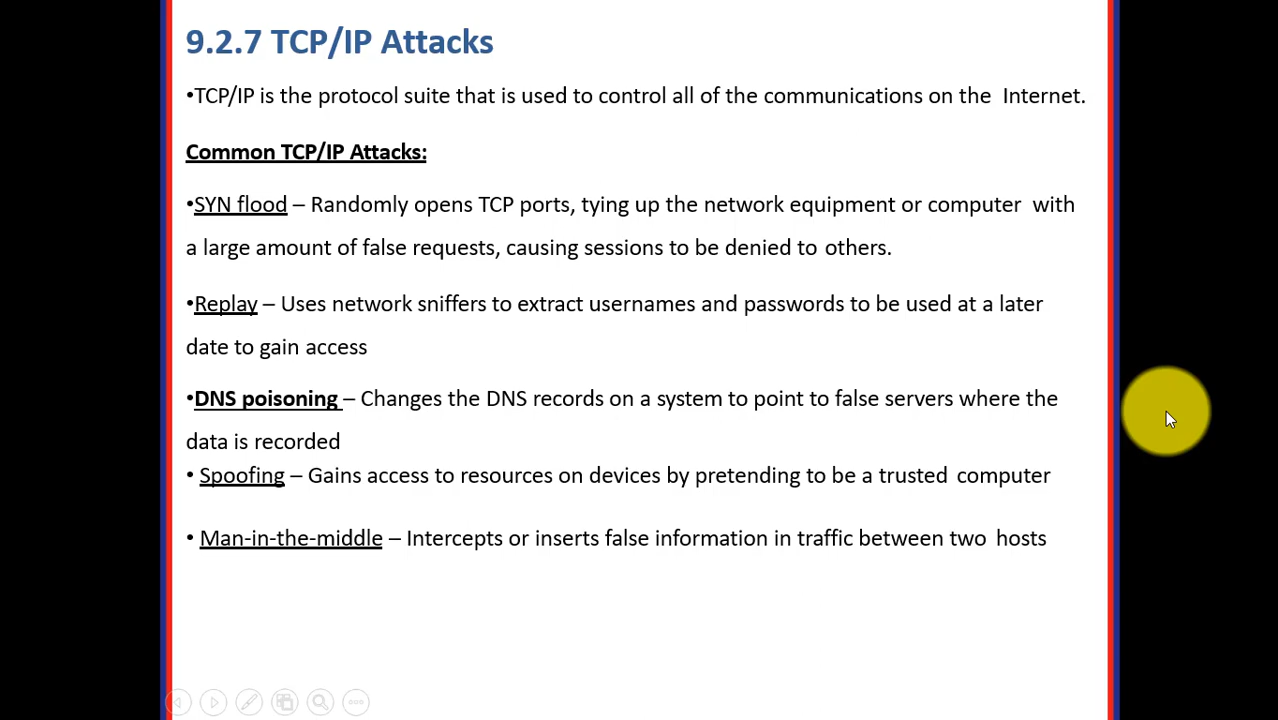 9.2.7 TCP/IP Attacks
•TCP/IP is the protocol suite that is used to control all of the communications on the Internet.
Common TCP/IP Attacks:
•SYN flood – Randomly opens TCP ports, tying up the network equipment or computer with
a large amount of false requests, causing sessions to be denied to others.
•Replay – Uses network sniffers to extract usernames and passwords to be used at a later
date to gain access
•DNS poisoning – Changes the DNS records on a system to point to false servers where the
data is recorded
• Spoofing – Gains access to resources on devices by pretending to be a trusted computer
• Man-in-the-middle – Intercepts or inserts false information in traffic between two hosts